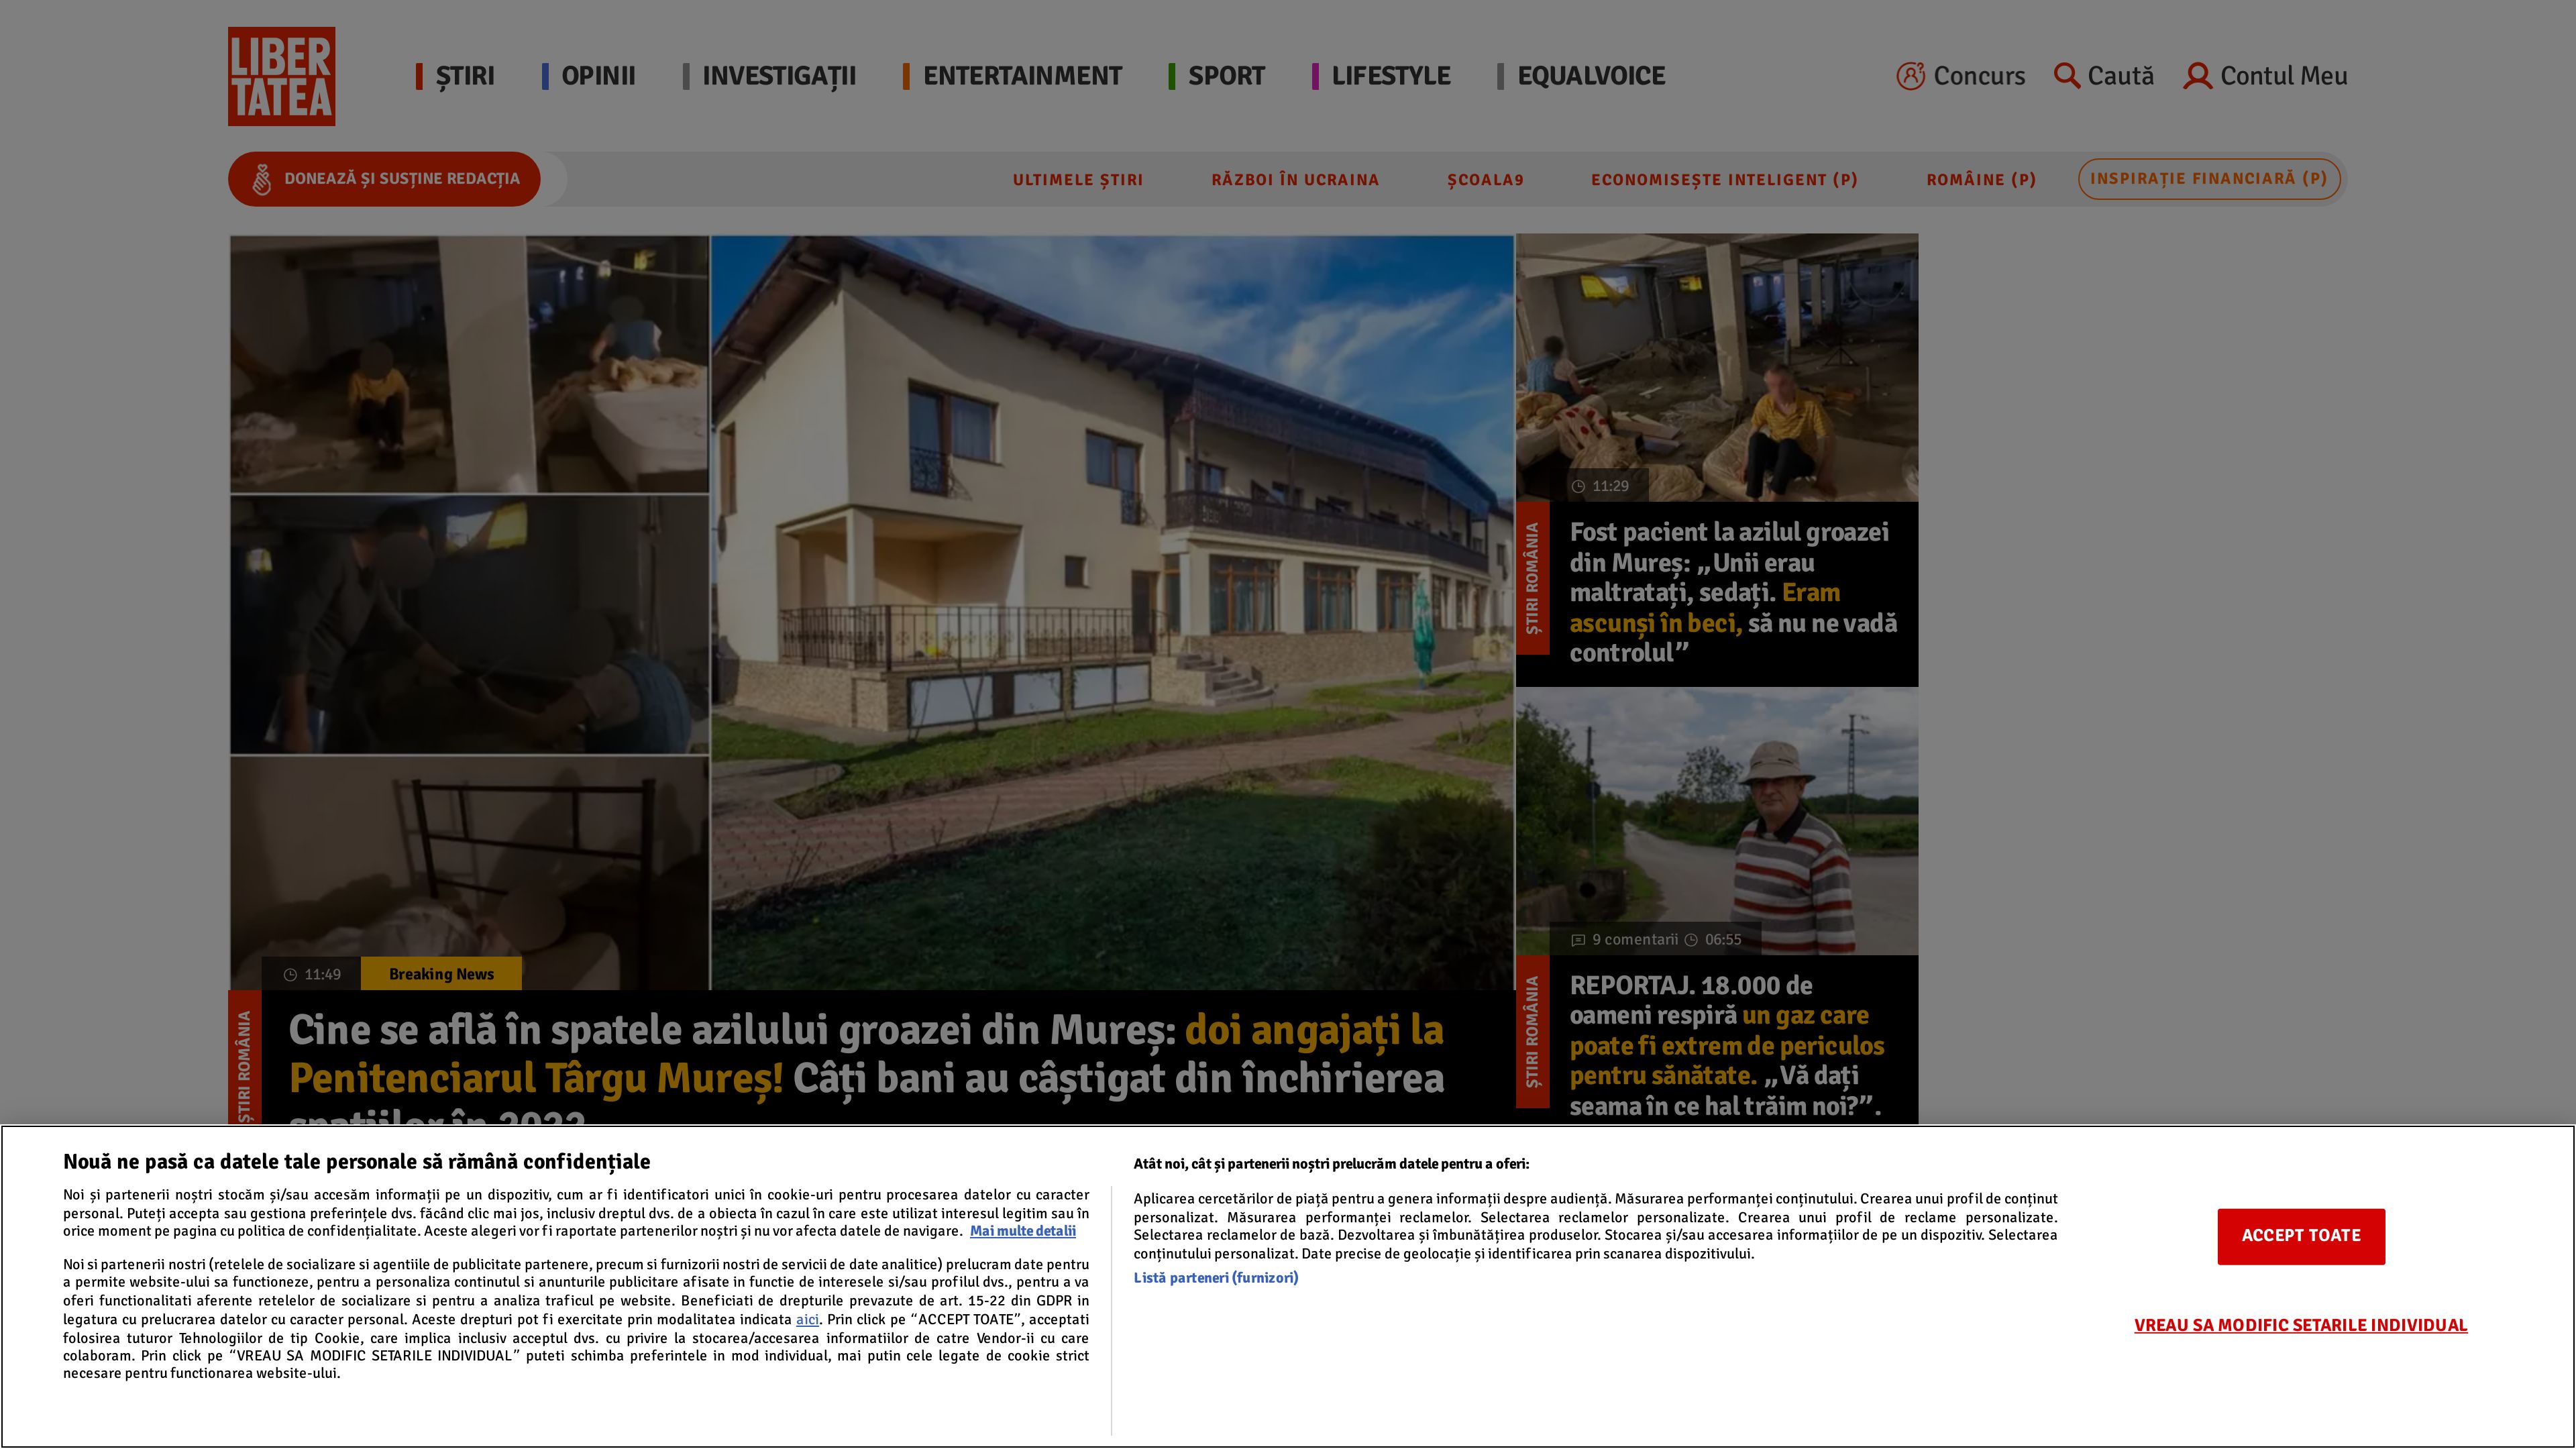 LIBER
TATEA
ȘTIRI
OPINII
INVESTIGAȚII
ENTERTAINMENT
SPORT
LIFESTYLE
EQUALVOICE
Concurs
Caută
Contul Meu
DONEAZĂ ȘI SUSȚINE REDACȚIA
ULTIMELE ȘTIRI
RĂZBOI ÎN UCRAINA
ȘCOALA9
ECONOMISEȘTE INTELIGENT (P)
ROMÂINE (P)
INSPIRAȚIE FINANCIARĂ (P)
11:29
ȘTIRI ROMÂNIA
Fost pacient la azilul groazei
din Mureș: „Unii erau
maltratați, sedați. Eram
ascunși în beci, să nu ne vadă
controlul”
9 comentarii 06:55
ȘTIRI ROMÂNIA
REPORTAJ. 18.000 de
oameni respiră un gaz care
poate fi extrem de periculos
pentru sănătate. „Vă dați
seama în ce hal trăim noi?”.
11:49
Breaking News
ȘTIRI ROMÂNIA
Cine se află în spatele azilului groazei din Mureș: doi angajați la
Penitenciarul Târgu Mureș! Câți bani au câștigat din închirierea
spațiilor în 2022
Nouă ne pasă ca datele tale personale să rămână confidențiale
Noi și partenerii noștri stocăm și/sau accesăm informații pe un dispozitiv, cum ar fi identificatori unici în cookie-uri pentru procesarea datelor cu caracter
personal. Puteți accepta sau gestiona preferințele dvs. făcând clic mai jos, inclusiv dreptul dvs. de a obiecta în cazul în care este utilizat interesul legitim sau în
orice moment pe pagina cu politica de confidențialitate. Aceste alegeri vor fi raportate partenerilor noștri și nu vor afecta datele de navigare. Mai multe detalii
Noi si partenerii nostri (retelele de socializare si agentiile de publicitate partenere, precum si furnizorii nostri de servicii de date analitice) prelucram date pentru
a permite website-ului sa functioneze, pentru a personaliza continutul si anunturile publicitare afisate in functie de interesele si/sau profilul dvs., pentru a va
oferi functionalitati aferente retelelor de socializare si pentru a analiza traficul pe website. Beneficiati de drepturile prevazute de art. 15-22 din GDPR in
legatura cu prelucrarea datelor cu caracter personal. Aceste drepturi pot fi exercitate prin modalitatea indicata aici. Prin click pe “ACCEPT TOATE”, acceptati
folosirea tuturor Tehnologiilor de tip Cookie, care implica inclusiv acceptul dvs. cu privire la stocarea/accesarea informatiilor de catre Vendor-ii cu care
colaboram. Prin click pe “VREAU SA MODIFIC SETARILE INDIVIDUAL” puteti schimba preferintele in mod individual, mai putin cele legate de cookie strict
necesare pentru functionarea website-ului.
Atât noi, cât și partenerii noștri prelucrăm datele pentru a oferi:
Aplicarea cercetărilor de piață pentru a genera informații despre audiență. Măsurarea performanței conținutului. Crearea unui profil de conținut
personalizat. Măsurarea performanței reclamelor. Selectarea reclamelor personalizate. Crearea unui profil de reclame personalizate.
Selectarea reclamelor de bază. Dezvoltarea și îmbunătățirea produselor. Stocarea și/sau accesarea informațiilor de pe un dispozitiv. Selectarea
conținutului personalizat. Date precise de geolocație și identificarea prin scanarea dispozitivului.
Listă parteneri (furnizori)
ACCEPT TOATE
VREAU SA MODIFIC SETARILE INDIVIDUAL